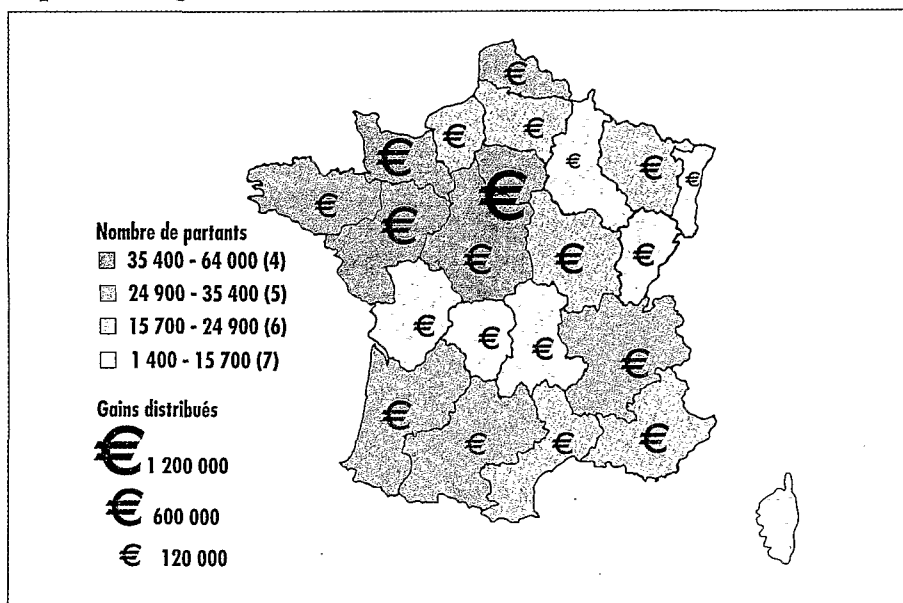 Nombre de partants
35 400 - 64 000 (4)
24 900 - 35 400 (5)
15 700 - 24 900 (6)
1 400 - 15 700 (7)
Gains distribués
€ 1 200 000
€ 600 000
€ 120 000